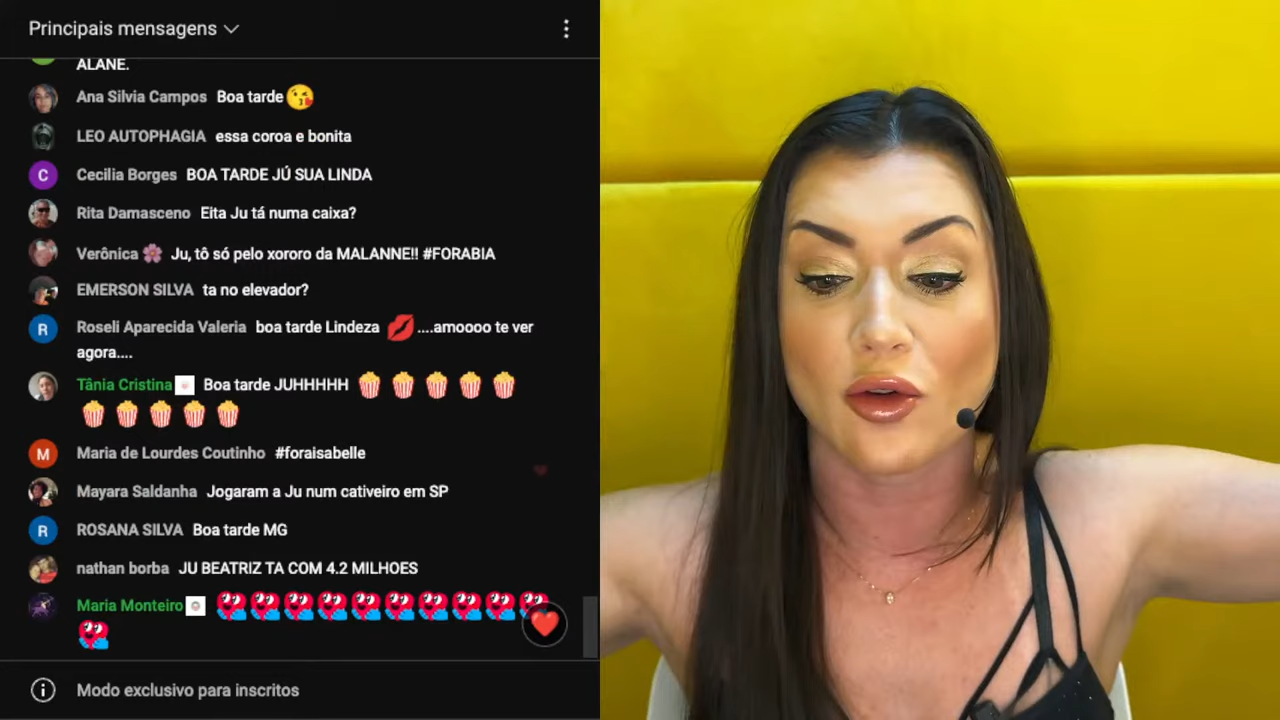 Principais mensagens
ALANE.
Ana Silvia Campos Boa tarde
LEO AUTOPHAGIA essa coroa e bonita
C Cecilia Borges BOA TARDE JÚ SUA LINDA
Rita Damasceno Eita Ju tá numa caixa?
Verônica Ju, tô só pelo xororo da MALANNE!! #FORABIA
EMERSON SILVA ta no elevador?
R Roseli Aparecida Valeria boa tarde Lindeza ....amoooo te ver
agora....
Tânia Cristina Boa tarde JUHHHHH
M Maria de Lourdes Coutinho #foraisabelle
Mayara Saldanha Jogaram a Ju num cativeiro em SP
R ROSANA SILVA Boa tarde MG
nathan borba JU BEATRIZ TA COM 4.2 MILHOES
Maria Monteiro
Modo exclusivo para inscritos